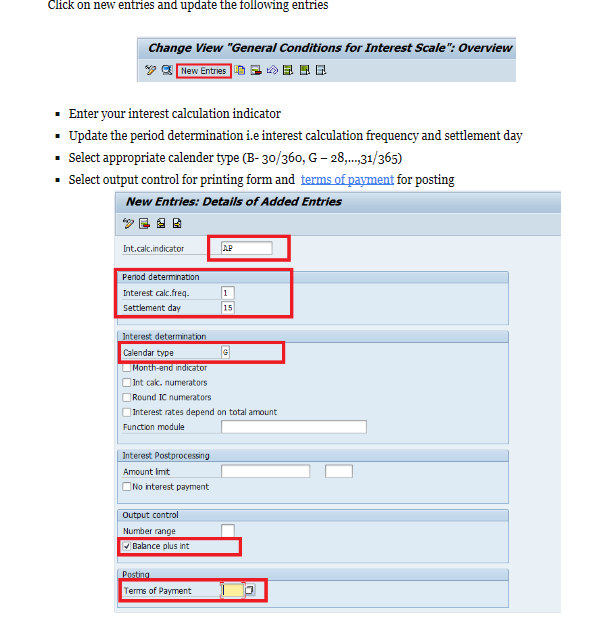 Click on new entries and update the following entries
Change View "General Conditions for Interest Scale": Overview
New Entries
▪ Enter your interest calculation indicator
▪ Update the period determination i.e interest calculation frequency and settlement day
▪ Select appropriate calender type (B- 30/360, G – 28,...,31/365)
▪ Select output control for printing form and terms of payment for posting
New Entries: Details of Added Entries
Int.calc.indicator AP
Period determination
Interest calc.freq. 1
Settlement day 15
Interest determination
Calendar type G
Month-end indicator
Int calc. numerators
Round IC numerators
Interest rates depend on total amount
Function module
Interest Postprocessing
Amount limit
No interest payment
Output control
Number range
Balance plus int
Posting
Terms of Payment